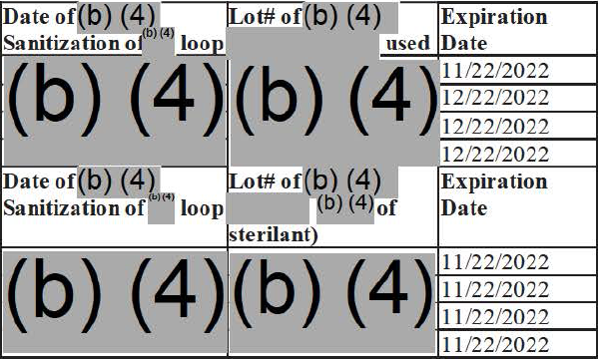 Date of (b) (4)
Sanitization of (b) (4) loop
Lot# of (b) (4)
used
Expiration
Date
(b) (4)
(b) (4)
11/22/2022
12/22/2022
12/22/2022
12/22/2022
Date of (b) (4)
Sanitization of (b) (4) loop
Lot# of (b) (4)
(b) (4) of
sterilant)
Expiration
Date
(b) (4)
(b) (4)
11/22/2022
11/22/2022
11/22/2022
11/22/2022